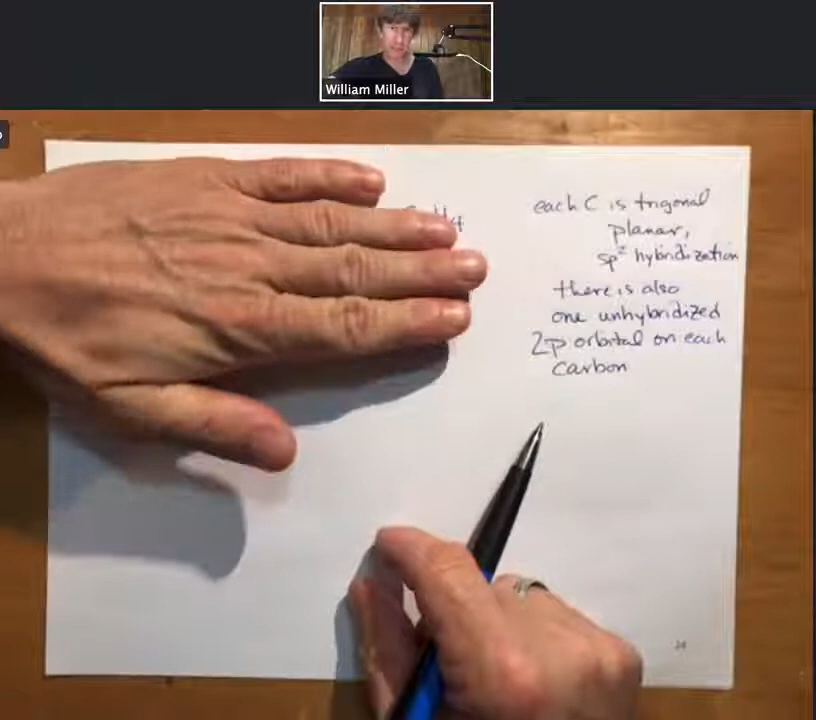 William Miller
each C is trigonal
planar,
sp² hybridization
there is also
one unhybridized
2p orbital on each
carbon